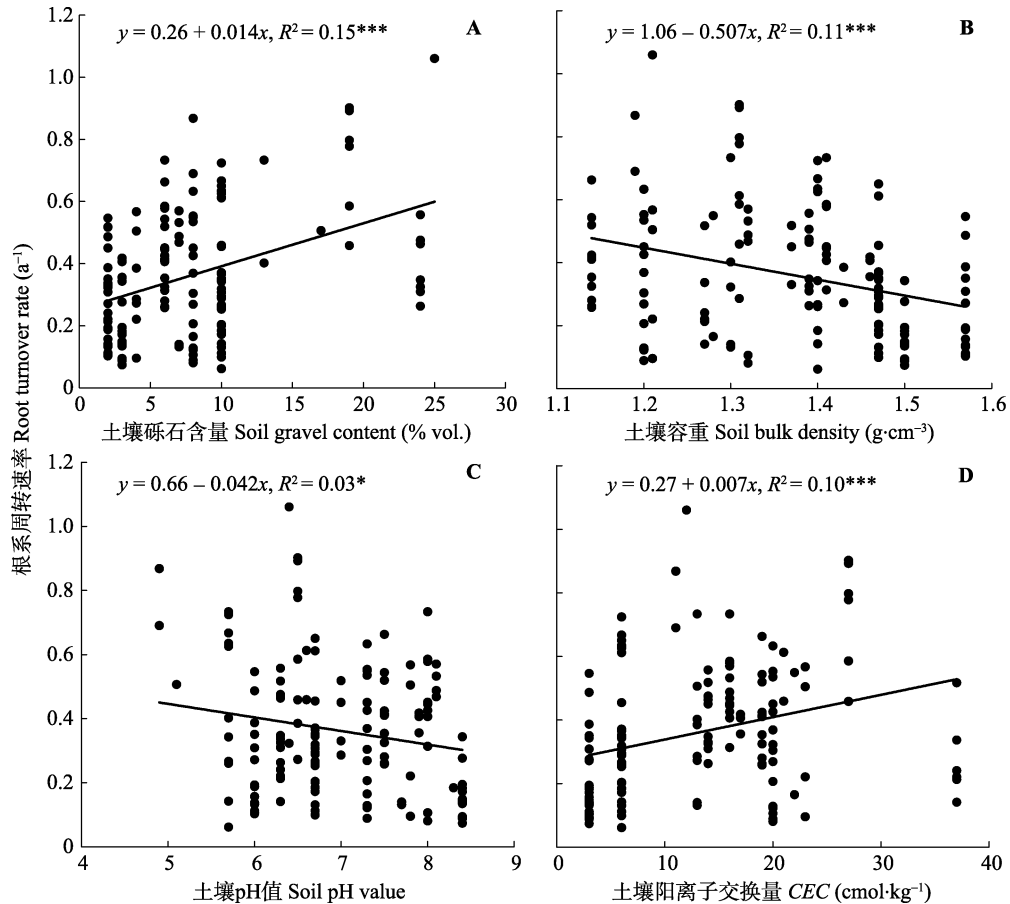 根系周转速率 Root turnover rate (a⁻¹)
y = 0.26 + 0.014x, R² = 0.15***
A
1.2
1.0
0.8
0.6
0.4
0.2
0
0 5 10 15 20 25 30
土壤砾石含量 Soil gravel content (% vol.)
y = 1.06 – 0.507x, R² = 0.11***
B
1.1 1.2 1.3 1.4 1.5 1.6
土壤容重 Soil bulk density (g·cm⁻³)
y = 0.66 – 0.042x, R² = 0.03*
C
1.2
1.0
0.8
0.6
0.4
0.2
0
4 5 6 7 8 9
土壤pH值 Soil pH value
y = 0.27 + 0.007x, R² = 0.10***
D
0 10 20 30 40
土壤阳离子交换量 CEC (cmol·kg⁻¹)